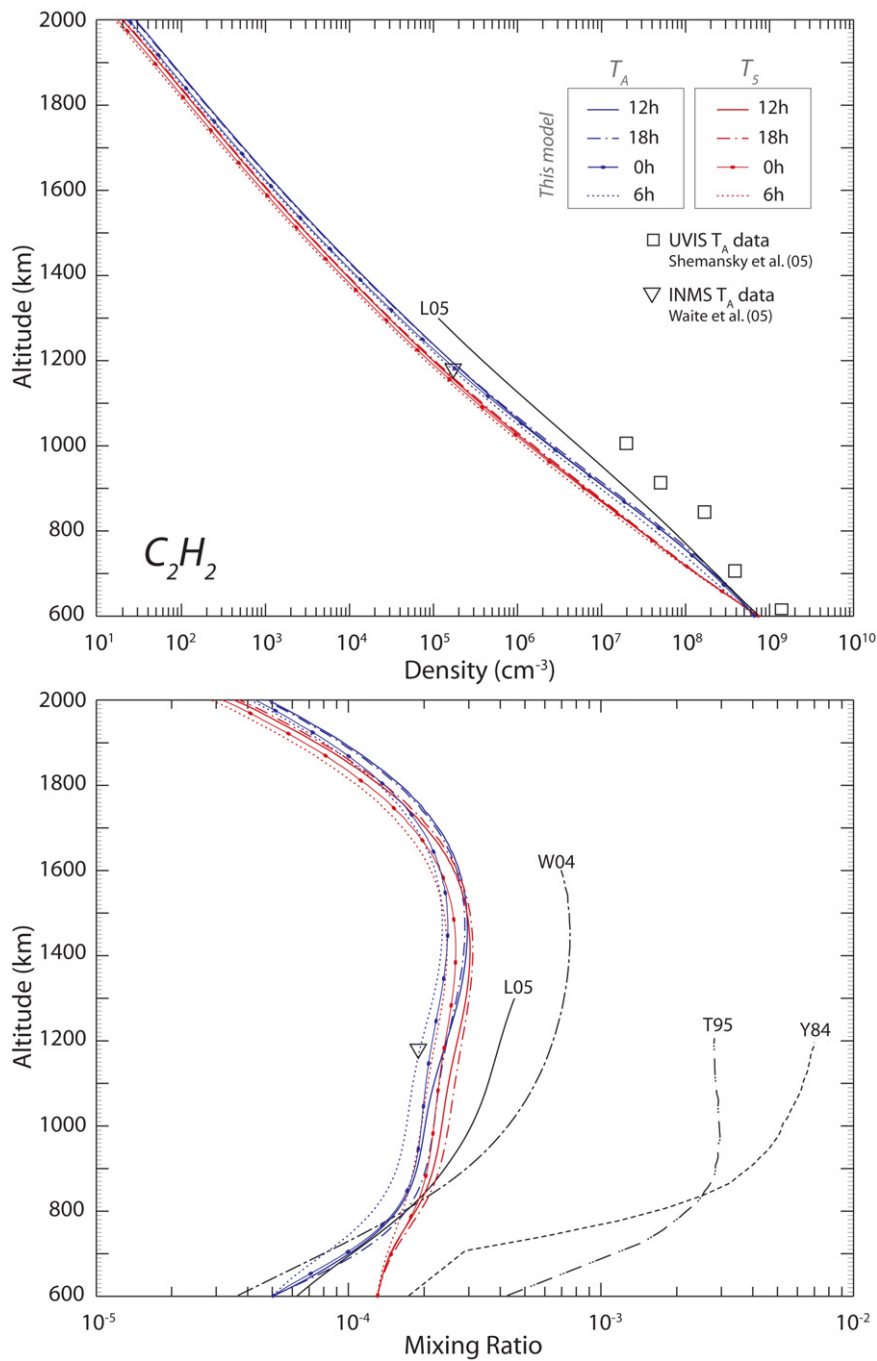 2000
1800
1600
1400
1200
1000
800
600
Altitude (km)
T_A T_5
This model
12h 12h
18h 18h
0h 0h
6h 6h
UVIS T_A data
Shemansky et al. (05)
INMS T_A data
Waite et al. (05)
L05
C_2H_2
10^1 10^2 10^3 10^4 10^5 10^6 10^7 10^8 10^9 10^10
Density (cm^-3)
2000
1800
1600
1400
1200
1000
800
600
Altitude (km)
W04
L05
T95
Y84
10^-5 10^-4 10^-3 10^-2
Mixing Ratio